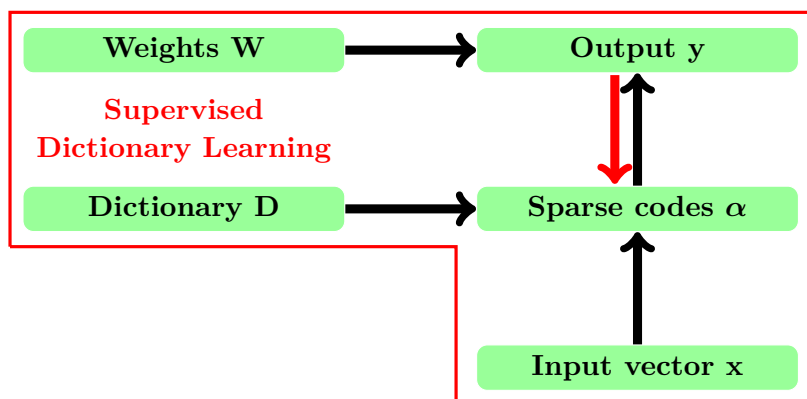 Weights W
Output y
Supervised
Dictionary Learning
Dictionary D
Sparse codes α
Input vector x